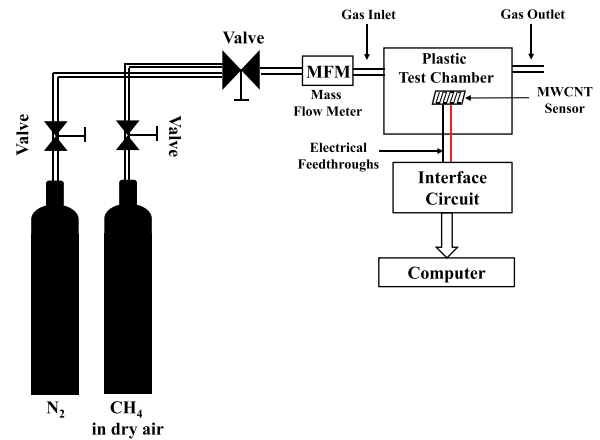 Gas Inlet
Gas Outlet
Valve
MFM
Mass
Flow Meter
Plastic
Test Chamber
MWCNT
Sensor
Valve
Valve
Electrical
Feedthroughs
Interface
Circuit
Computer
N₂
CH₄
in dry air